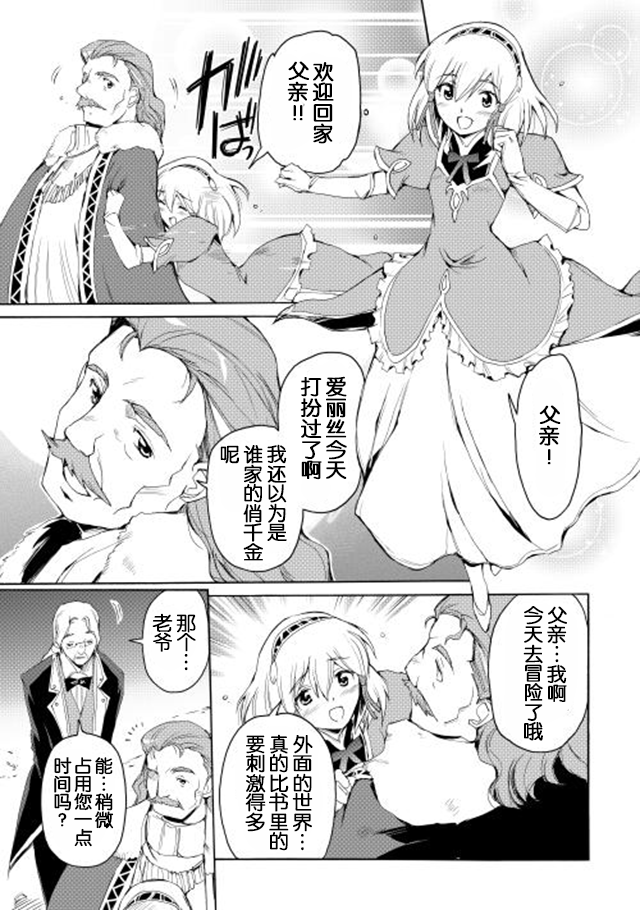 父亲！
欢迎回家
父亲!!
がばっ
爱丽丝今天
打扮过了啊
我还以为是
谁家的俏千金
呢
父亲…我啊
今天去冒险了哦
外面的世界…
真的比书里的
要刺激得多
那个…
老爷
能…稍微
占用您一点
时间吗？